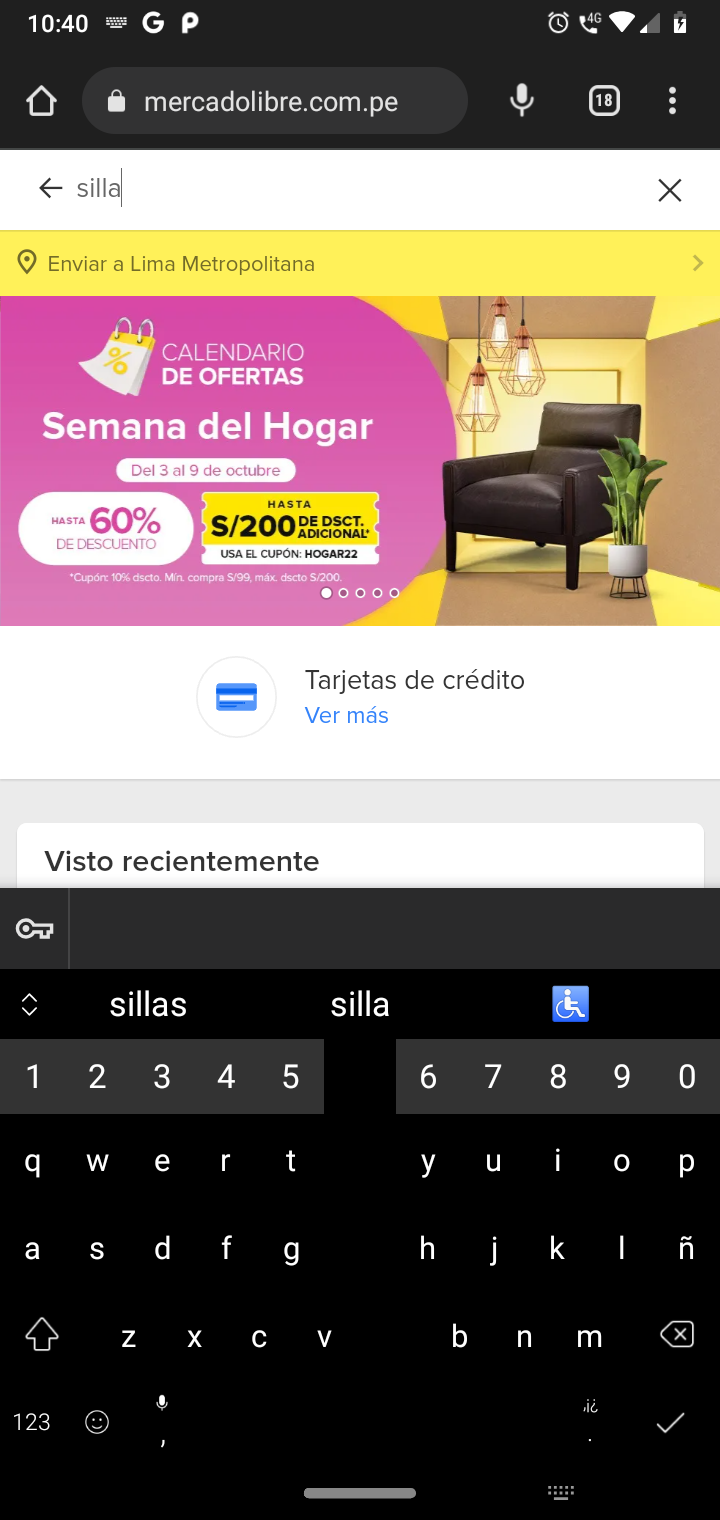 10:40 G P 4G
mercadolibre.com.pe 18
silla
Enviar a Lima Metropolitana
CALENDARIO
DE OFERTAS
%
Semana del Hogar
Del 3 al 9 de octubre
HASTA 60%
DE DESCUENTO
HASTA
S/200 DE DSCT. ADICIONAL*
USA EL CUPÓN: HOGAR22
*Cupón: 10% dscto. Mín. compra S/99, máx. dscto S/200.
Tarjetas de crédito
Ver más
Visto recientemente
sillas silla
1 2 3 4 5 6 7 8 9 0
q w e r t y u i o p
a s d f g h j k l ñ
z x c v b n m
123 , ,i¿ .